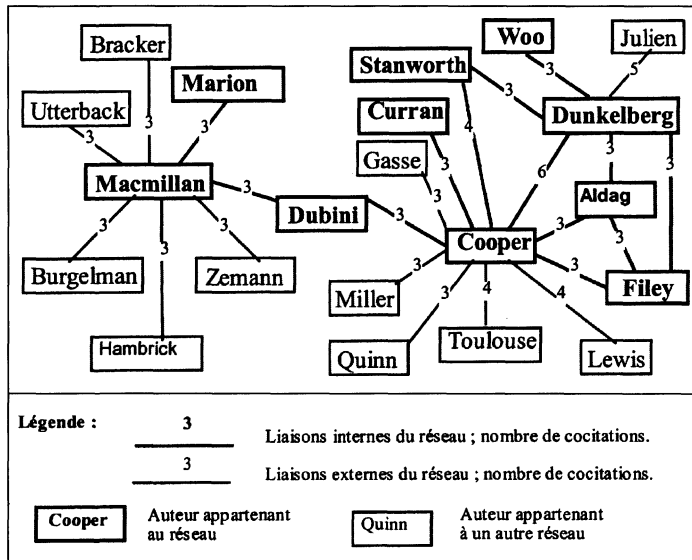 Bracker
Woo
Julien
Stanworth
3
5
Marion
3
Utterback
Curran
Dunkelberg
4
3
3
3
3
Gasse
3
6
3
Macmillan
3
Aldag
3
Dubini
3
3
3
Cooper
3
3
3
3
Burgelman
Zemann
3
3
Filey
Miller
3
4
4
Hambrick
Quinn
Toulouse
Lewis
Légende :
3
Liaisons internes du réseau ; nombre de cocitations.
3
Liaisons externes du réseau ; nombre de cocitations.
Cooper
Auteur appartenant
au réseau
Quinn
Auteur appartenant
à un autre réseau